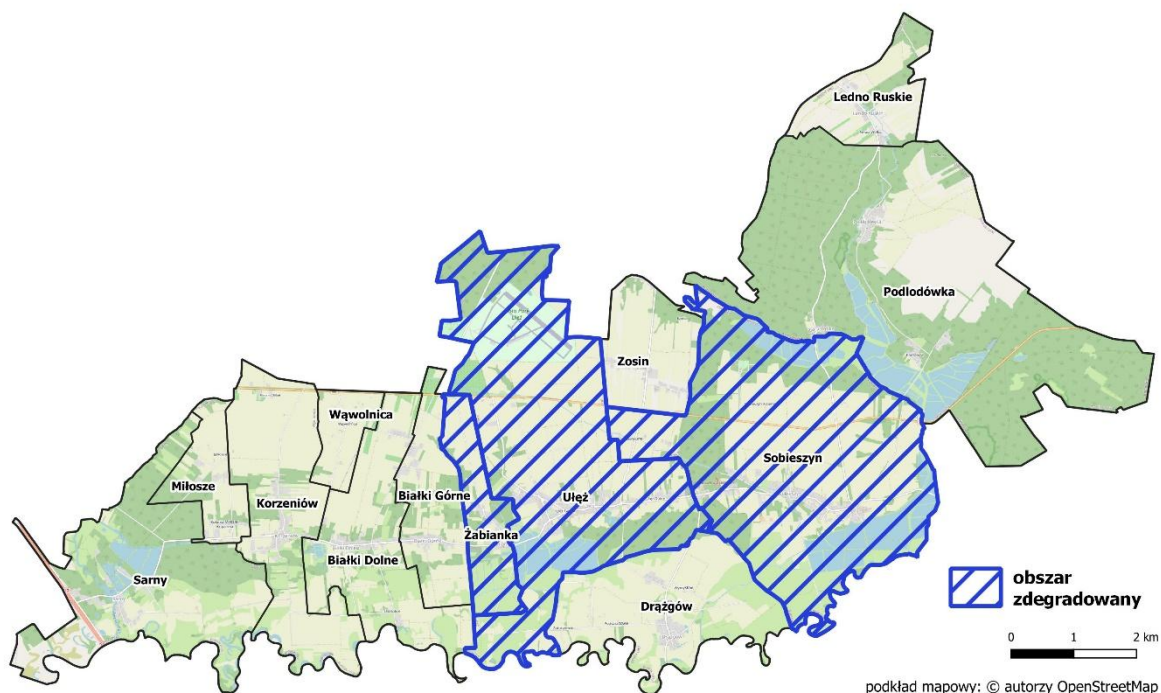 Ledno Ruskie
Podlodówka
Zosin
Wąwolnica
Sobieszyn
Miłosze
Białki Górne
Ułęż
Korzeniów
Żabianka
Białki Dolne
Sarny
Drążgów
obszar
zdegradowany
0 1 2 km
podkład mapowy: © autorzy OpenStreetMap